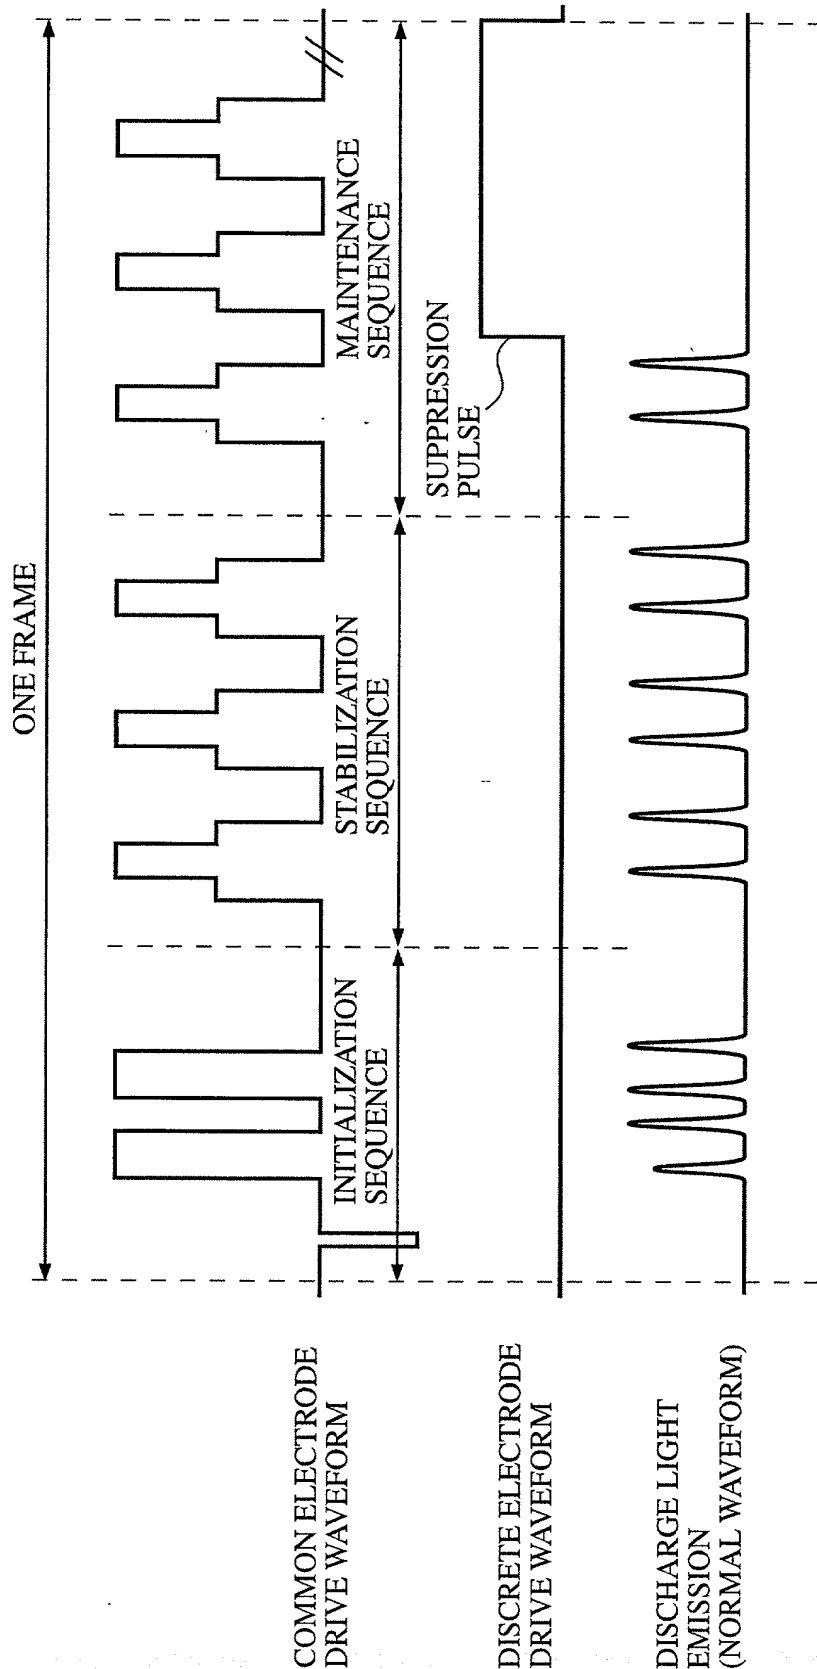 ONE FRAME
COMMON ELECTRODE
DRIVE WAVEFORM
INITIALIZATION
SEQUENCE
STABILIZATION
SEQUENCE
MAINTENANCE
SEQUENCE
DISCRETE ELECTRODE
DRIVE WAVEFORM
SUPPRESSION
PULSE
DISCHARGE LIGHT
EMISSION
(NORMAL WAVEFORM)